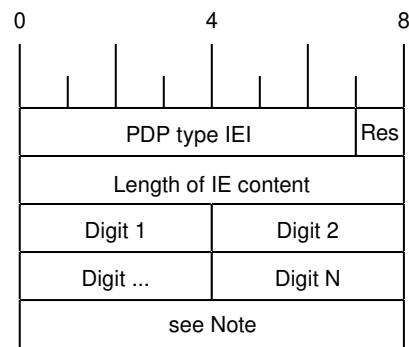 0 4 8
PDP type IEI Res
Length of IE content
Digit 1 Digit 2
Digit ... Digit N
see Note